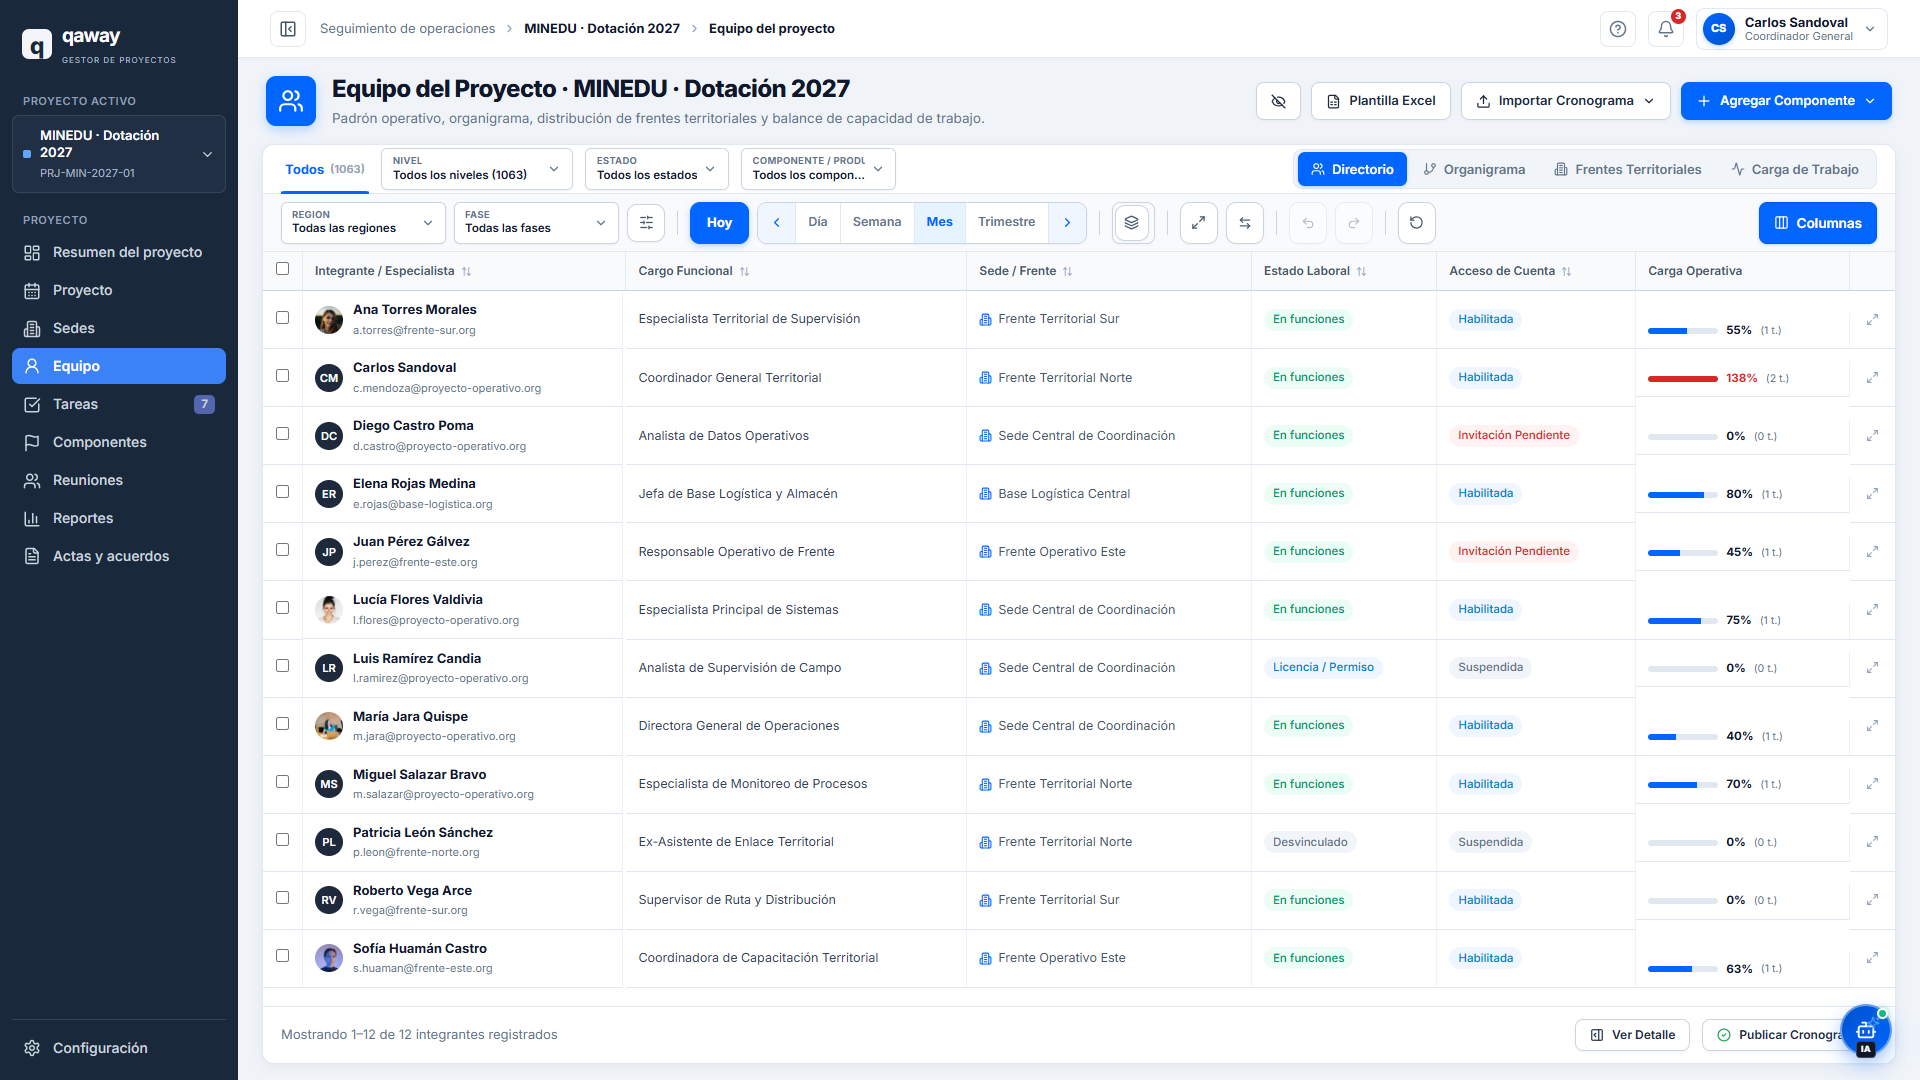 qaway
GESTOR DE PROYECTOS
PROYECTO ACTIVO
MINEDU · Dotación 2027
PRJ-MIN-2027-01
PROYECTO
Resumen del proyecto
Proyecto
Sedes
Equipo
Tareas 7
Componentes
Reuniones
Reportes
Actas y acuerdos
Configuración
Seguimiento de operaciones > MINEDU · Dotación 2027 > Equipo del proyecto
3
CS Carlos Sandoval
Coordinador General
Equipo del Proyecto · MINEDU · Dotación 2027
Padrón operativo, organigrama, distribución de frentes territoriales y balance de capacidad de trabajo.
Plantilla Excel
Importar Cronograma
Agregar Componente
Todos (1063)
NIVEL
Todos los niveles (1063)
ESTADO
Todos los estados
COMPONENTE / PRODU
Todos los compon...
Directorio
Organigrama
Frentes Territoriales
Carga de Trabajo
REGION
Todas las regiones
FASE
Todas las fases
Hoy
Día
Semana
Mes
Trimestre
Columnas
Integrante / Especialista Cargo Funcional Sede / Frente Estado Laboral Acceso de Cuenta Carga Operativa
Ana Torres Morales
a.torres@frente-sur.org
Especialista Territorial de Supervisión Frente Territorial Sur En funciones Habilitada 55% (1 t.)
CM Carlos Sandoval
c.mendoza@proyecto-operativo.org
Coordinador General Territorial Frente Territorial Norte En funciones Habilitada 138% (2 t.)
DC Diego Castro Poma
d.castro@proyecto-operativo.org
Analista de Datos Operativos Sede Central de Coordinación En funciones Invitación Pendiente 0% (0 t.)
ER Elena Rojas Medina
e.rojas@base-logistica.org
Jefa de Base Logística y Almacén Base Logística Central En funciones Habilitada 80% (1 t.)
JP Juan Pérez Gálvez
j.perez@frente-este.org
Responsable Operativo de Frente Frente Operativo Este En funciones Invitación Pendiente 45% (1 t.)
Lucía Flores Valdivia
l.flores@proyecto-operativo.org
Especialista Principal de Sistemas Sede Central de Coordinación En funciones Habilitada 75% (1 t.)
LR Luis Ramírez Candia
l.ramirez@proyecto-operativo.org
Analista de Supervisión de Campo Sede Central de Coordinación Licencia / Permiso Suspendida 0% (0 t.)
María Jara Quispe
m.jara@proyecto-operativo.org
Directora General de Operaciones Sede Central de Coordinación En funciones Habilitada 40% (1 t.)
MS Miguel Salazar Bravo
m.salazar@proyecto-operativo.org
Especialista de Monitoreo de Procesos Frente Territorial Norte En funciones Habilitada 70% (1 t.)
PL Patricia León Sánchez
p.leon@frente-norte.org
Ex-Asistente de Enlace Territorial Frente Territorial Norte Desvinculado Suspendida 0% (0 t.)
RV Roberto Vega Arce
r.vega@frente-sur.org
Supervisor de Ruta y Distribución Frente Territorial Sur En funciones Habilitada 0% (0 t.)
Sofía Huamán Castro
s.huaman@frente-este.org
Coordinadora de Capacitación Territorial Frente Operativo Este En funciones Habilitada 63% (1 t.)
Mostrando 1–12 de 12 integrantes registrados
Ver Detalle
Publicar Cronogra
IA